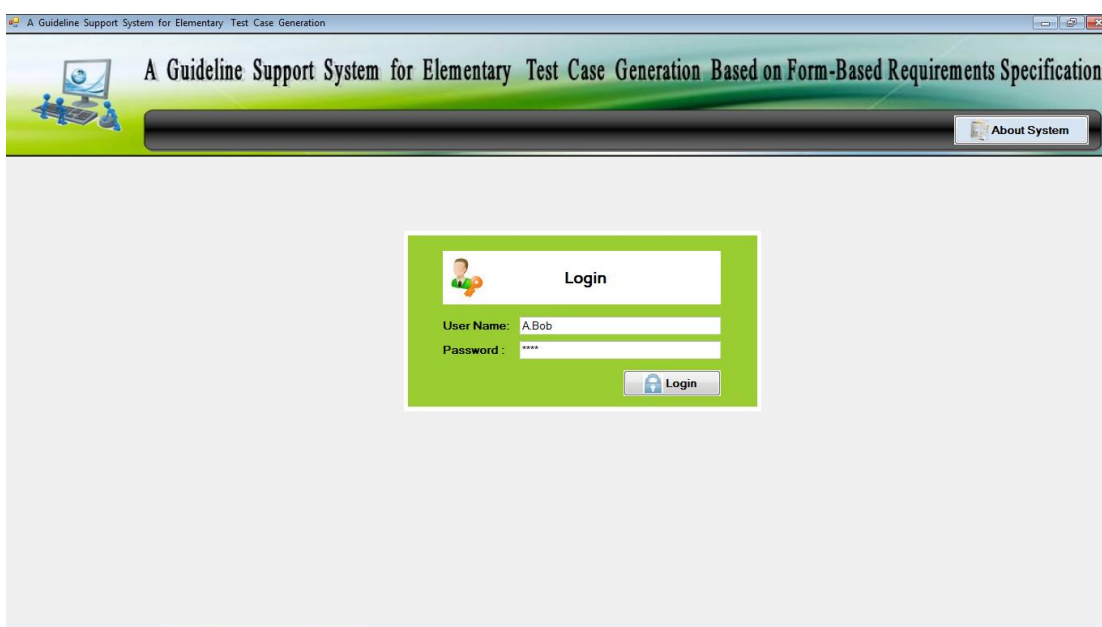 A Guideline Support System for Elementary Test Case Generation
A Guideline Support System for Elementary Test Case Generation Based on Form-Based Requirements Specification
About System
Login
User Name: A.Bob
Password : ****
Login